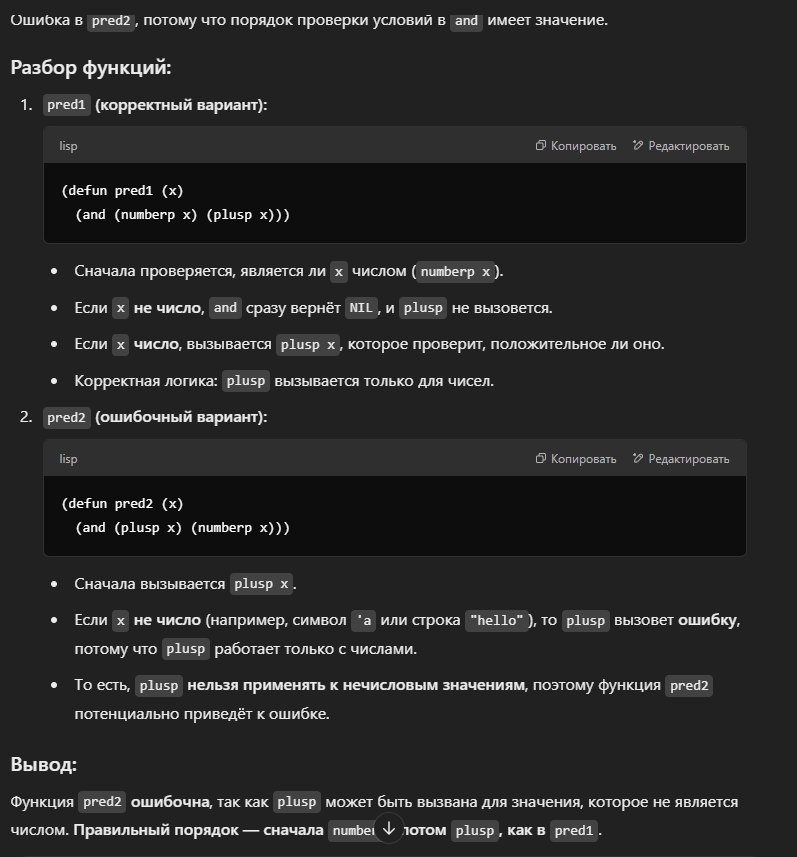 Ошибка в pred2, потому что порядок проверки условий в and имеет значение.
Разбор функций:
1. pred1 (корректный вариант):
lisp Копировать Редактировать
(defun pred1 (x)
(and (numberp x) (plusp x)))
• Сначала проверяется, является ли x числом (numberp x).
• Если x не число, and сразу вернёт NIL, и plusp не вызовется.
• Если x число, вызывается plusp x, которое проверит, положительное ли оно.
• Корректная логика: plusp вызывается только для чисел.
2. pred2 (ошибочный вариант):
lisp Копировать Редактировать
(defun pred2 (x)
(and (plusp x) (numberp x)))
• Сначала вызывается plusp x.
• Если x не число (например, символ 'a или строка "hello"), то plusp вызовет ошибку,
потому что plusp работает только с числами.
• То есть, plusp нельзя применять к нечисловым значениям, поэтому функция pred2
потенциально приведёт к ошибке.
Вывод:
Функция pred2 ошибочна, так как plusp может быть вызвана для значения, которое не является
числом. Правильный порядок — сначала plusp, как в pred1.